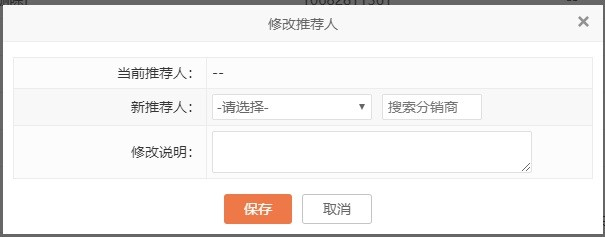 修改推荐人
×
当前推荐人： --
新推荐人： -请选择- 搜索分销商
修改说明：
保存 取消